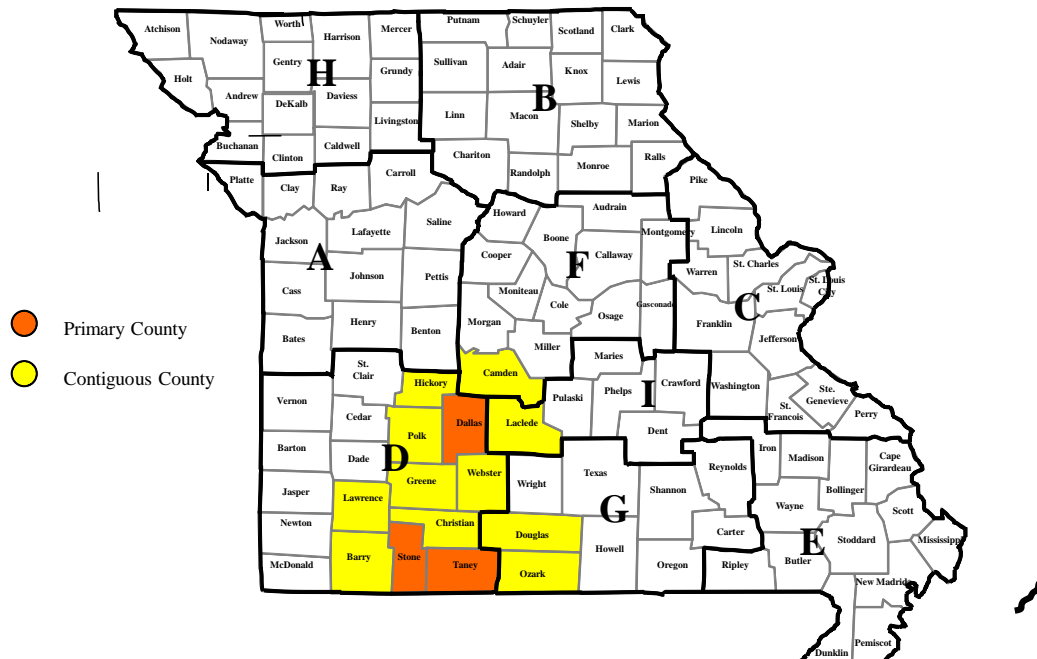 Primary County
Contiguous County
Atchison
Nodaway
Worth
Harrison
Mercer
Putnam
Schuyler
Scotland
Clark
Holt
Gentry
H
Grundy
Sullivan
Adair
Knox
Lewis
Andrew
DeKalb
Daviess
B
Buchanan
Clinton
Caldwell
Livingston
Linn
Macon
Shelby
Marion
Chariton
Randolph
Monroe
Ralls
Platte
Clay
Ray
Carroll
Pike
Jackson
Lafayette
Saline
Howard
Boone
Audrain
Montgomery
Lincoln
A
Cass
Johnson
Pettis
Cooper
F
Callaway
Warren
St. Charles
St. Louis
St. Louis
City
Moniteau
Cole
Osage
Gasconade
C
Franklin
Jefferson
Bates
Henry
Benton
Morgan
Miller
Maries
St.
Clair
Hickory
Camden
Pulaski
Phelps
I
Crawford
Washington
St.
Francois
Ste.
Genevieve
Perry
Vernon
Cedar
Polk
Dallas
Laclede
Dent
Iron
Madison
Cape
Girardeau
Barton
Dade
D
Greene
Webster
Wright
Texas
Reynolds
Shannon
Bollinger
Jasper
Lawrence
Christian
G
Wayne
Scott
Newton
Douglas
Howell
Carter
E
Stoddard
Mississippi
McDonald
Barry
Stone
Taney
Ozark
Oregon
Ripley
Butler
New Madrid
Dunklin
Pemiscot